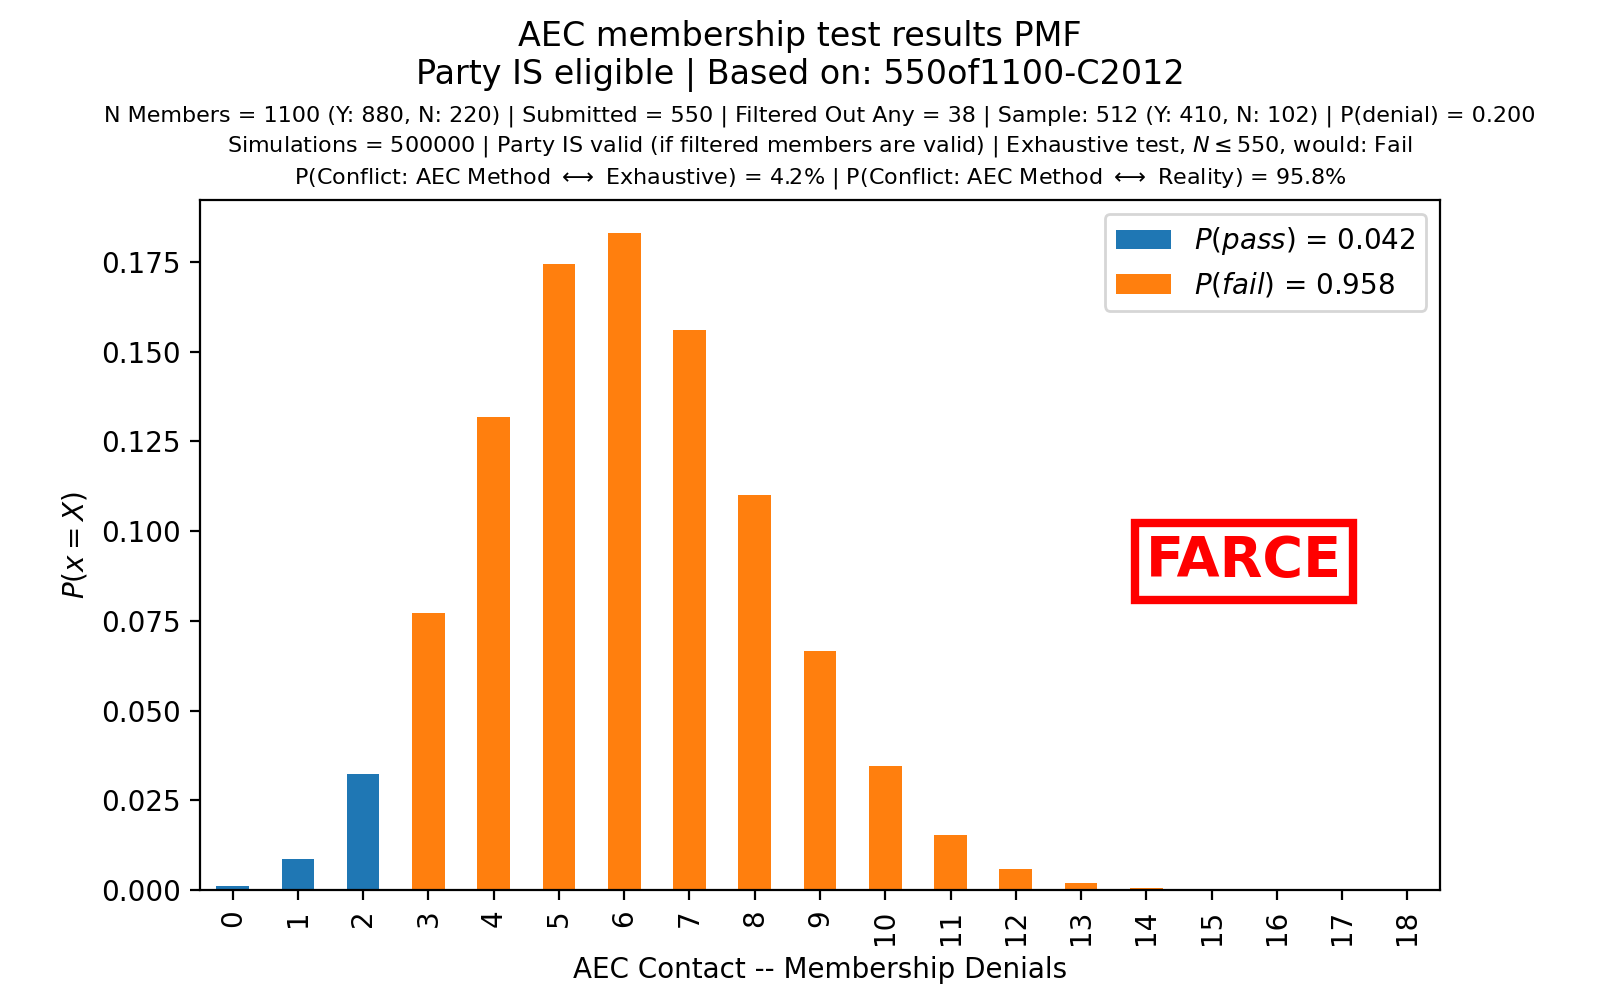 AEC membership test results PMF
Party IS eligible | Based on: 550of1100-C2012
N Members = 1100 (Y: 880, N: 220) | Submitted = 550 | Filtered Out Any = 38 | Sample: 512 (Y: 410, N: 102) | P(denial) = 0.200
Simulations = 500000 | Party IS valid (if filtered members are valid) | Exhaustive test, N ≤ 550, would: Fail
P(Conflict: AEC Method ⟷ Exhaustive) = 4.2% | P(Conflict: AEC Method ⟷ Reality) = 95.8%
P(pass) = 0.042
P(fail) = 0.958
0.175
0.150
0.125
0.100
0.075
0.050
0.025
0.000
P(x = X)
FARCE
0 1 2 3 4 5 6 7 8 9 10 11 12 13 14 15 16 17 18
AEC Contact -- Membership Denials